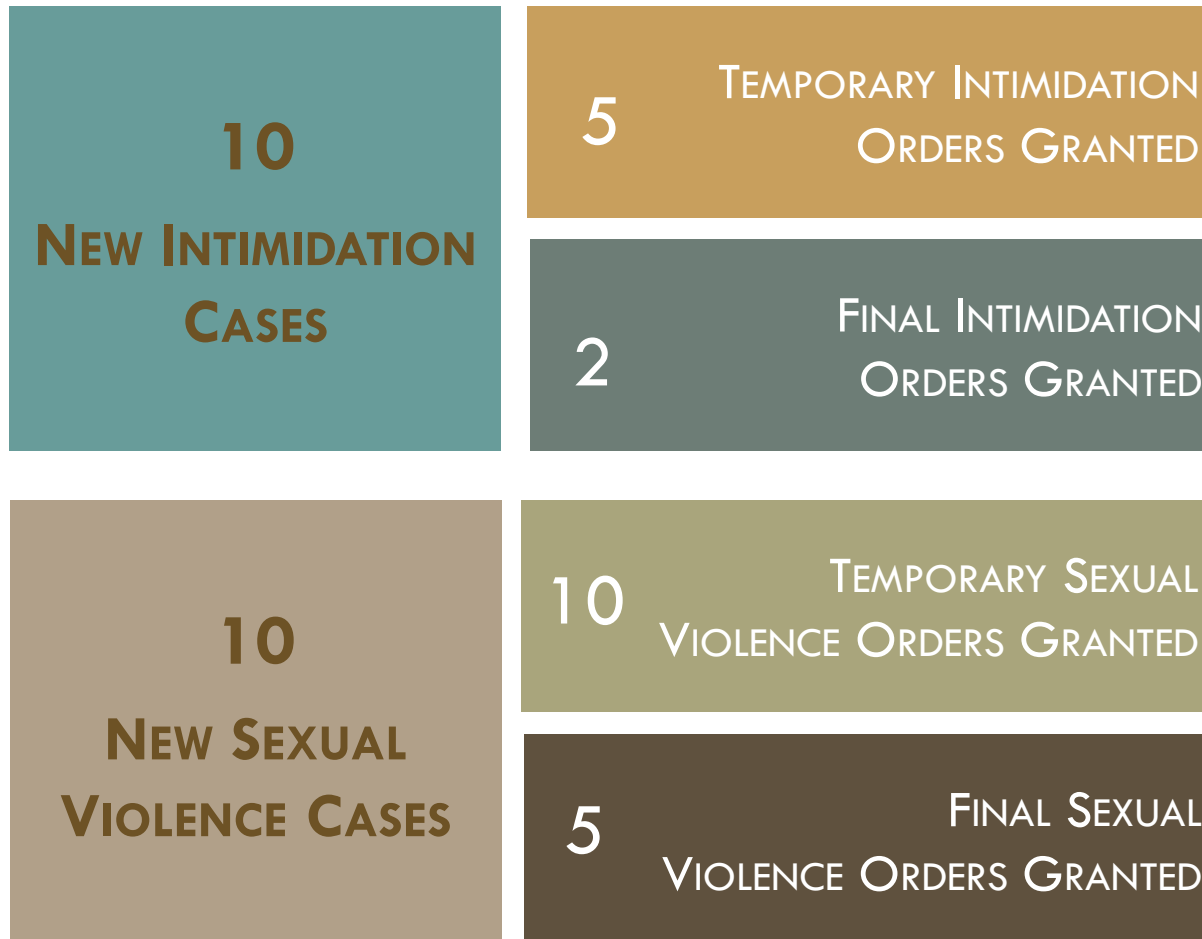 10
New Intimidation
Cases
5
Temporary Intimidation
Orders Granted
2
Final Intimidation
Orders Granted
10
New Sexual
Violence Cases
10
Temporary Sexual
Violence Orders Granted
5
Final Sexual
Violence Orders Granted